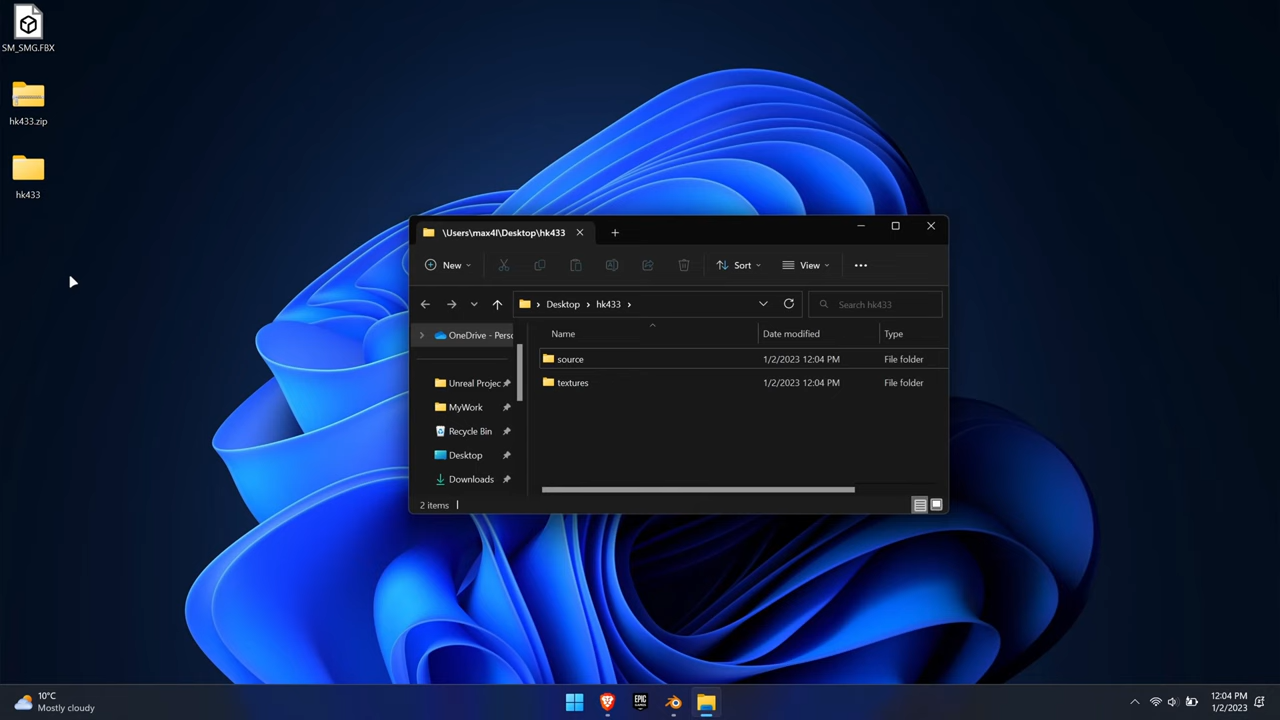 SM_SMG.FBX
hk433.zip
hk433
\Users\max4l\Desktop\hk433
New
Sort
View
Desktop
hk433
Search hk433
Name
Date modified
Type
OneDrive - Perso
source
1/2/2023 12:04 PM
File folder
textures
1/2/2023 12:04 PM
File folder
Unreal Projec
MyWork
Recycle Bin
Desktop
Downloads
2 items
10°C
Mostly cloudy
EPIC
GAMES
12:04 PM
1/2/2023